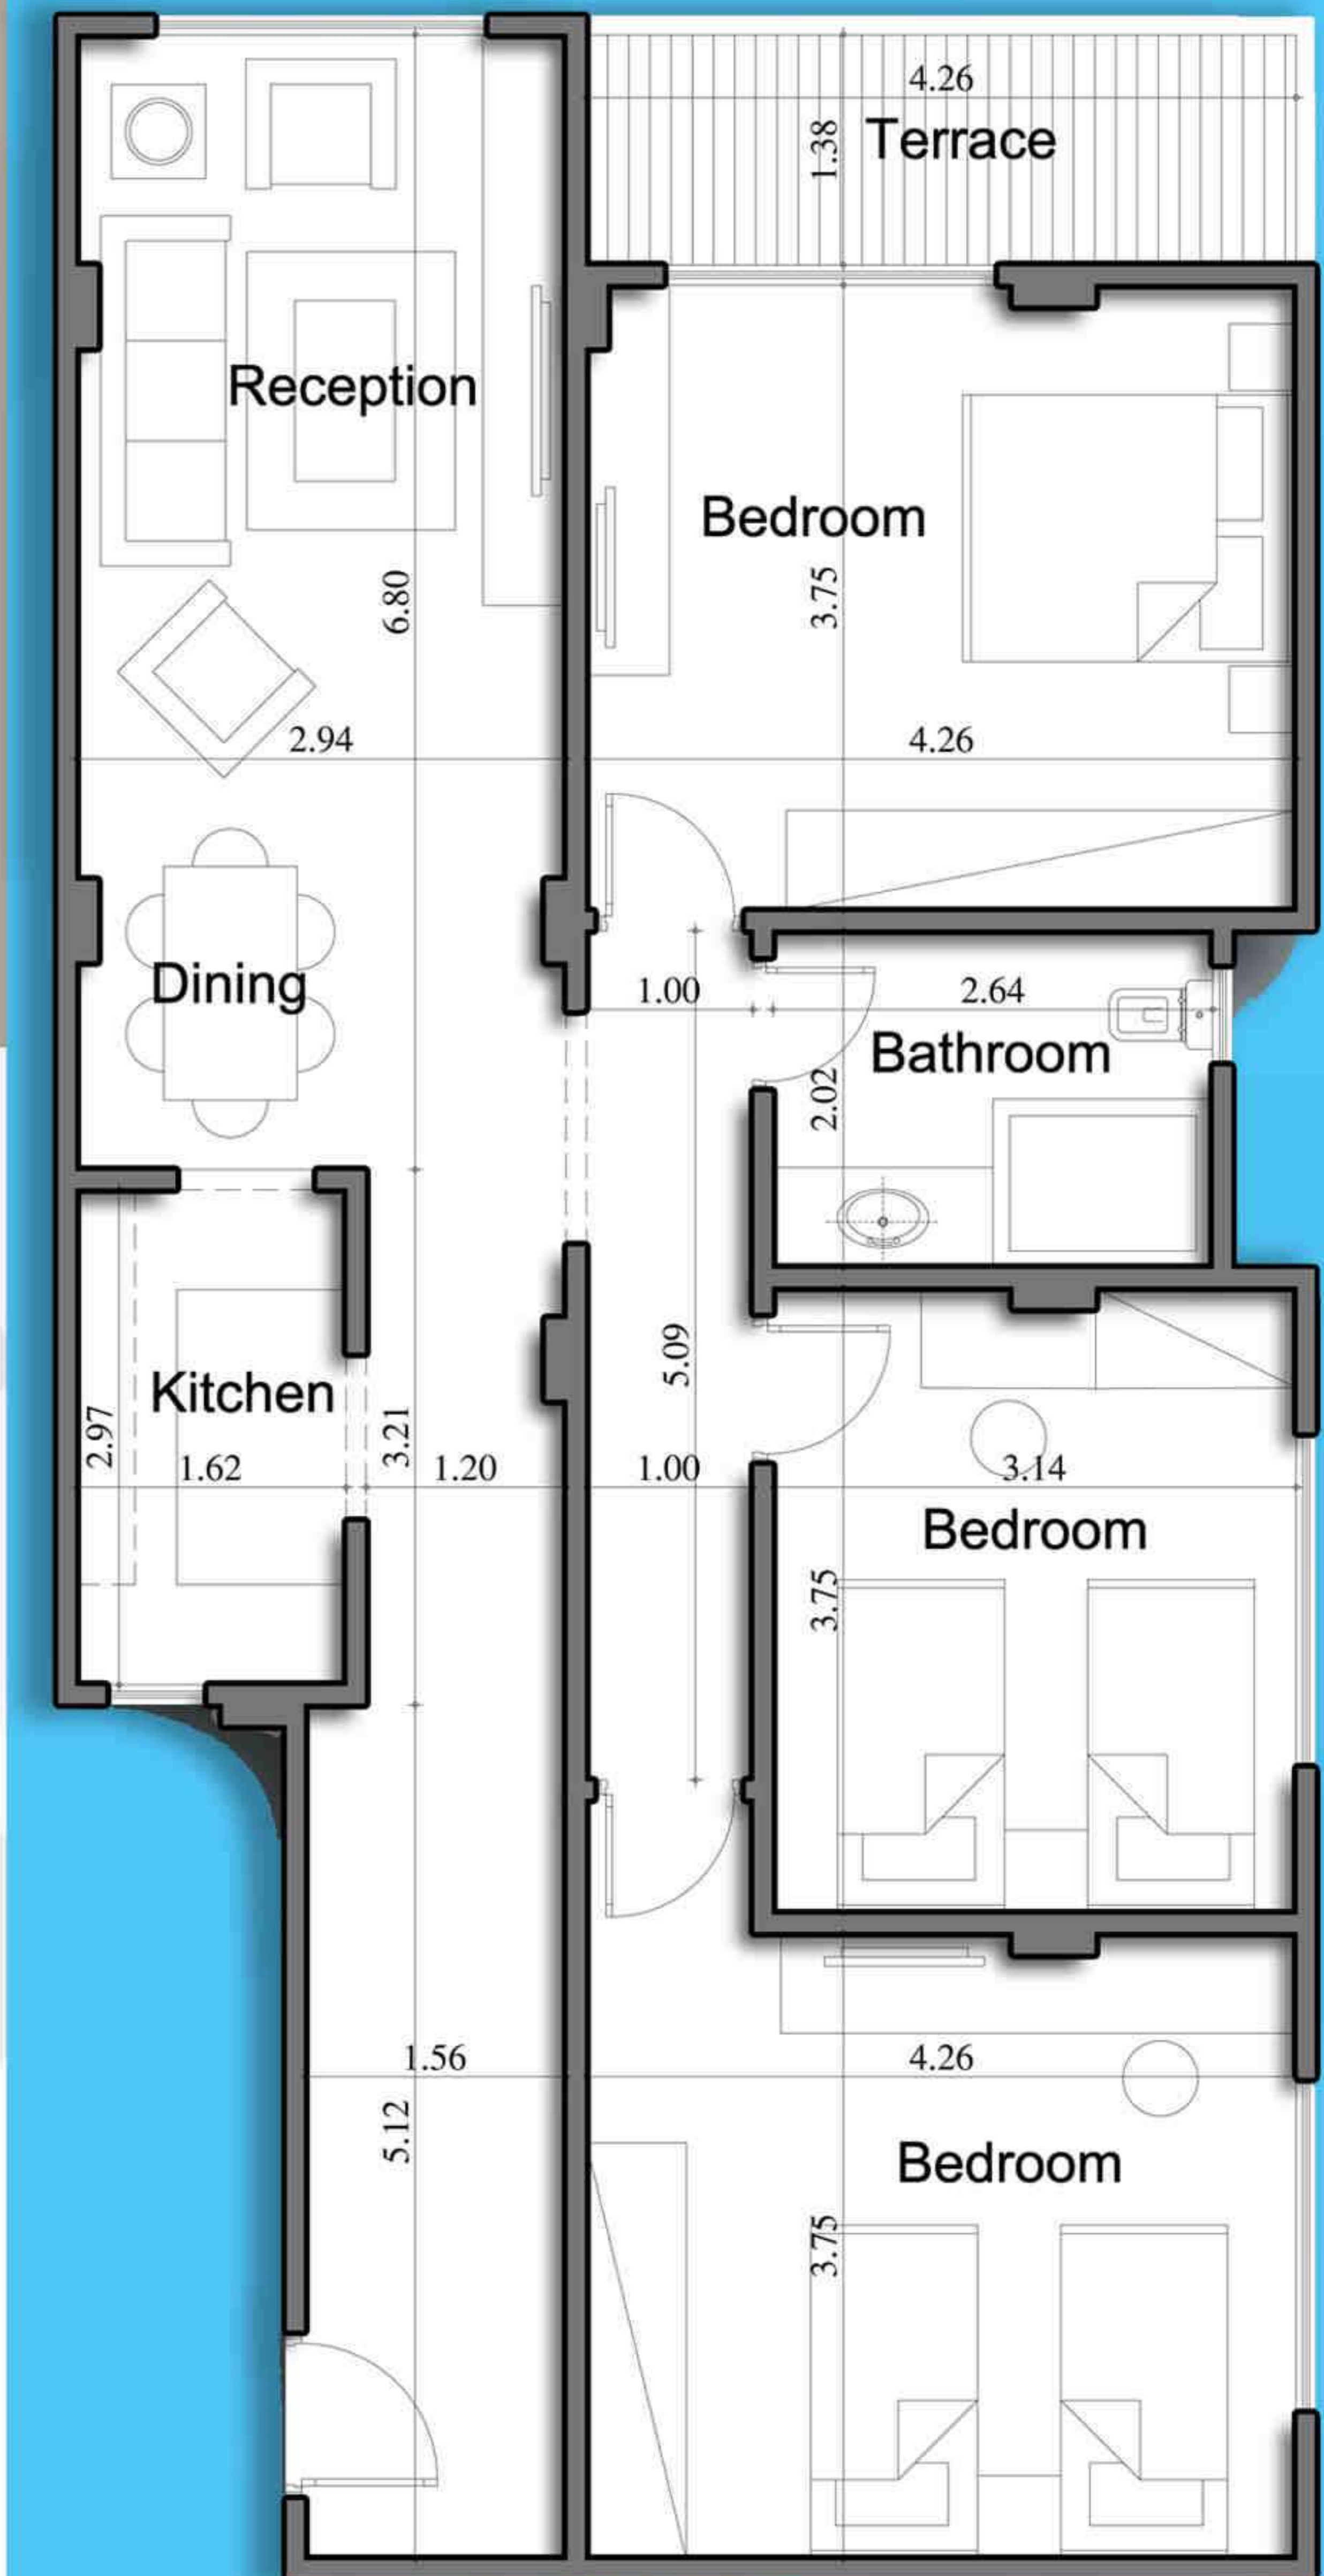 4.26
1.38
Terrace
Reception
Bedroom
6.80
3.75
2.94
4.26
Dining
1.00
2.64
Bathroom
2.02
5.09
Kitchen
2.97
3.21
1.62
1.20
1.00
3.14
Bedroom
3.75
1.56
4.26
5.12
Bedroom
3.75